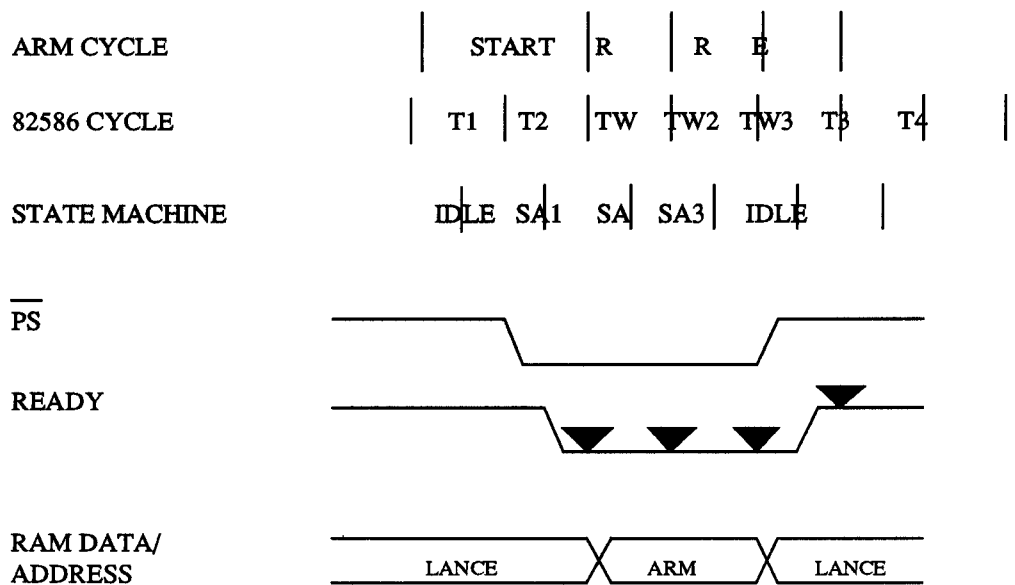 ARM CYCLE START R R E
82586 CYCLE T1 T2 TW TW2 TW3 T3 T4
STATE MACHINE IDLE SA1 SA SA3 IDLE
PS
READY
RAM DATA/
ADDRESS LANCE ARM LANCE